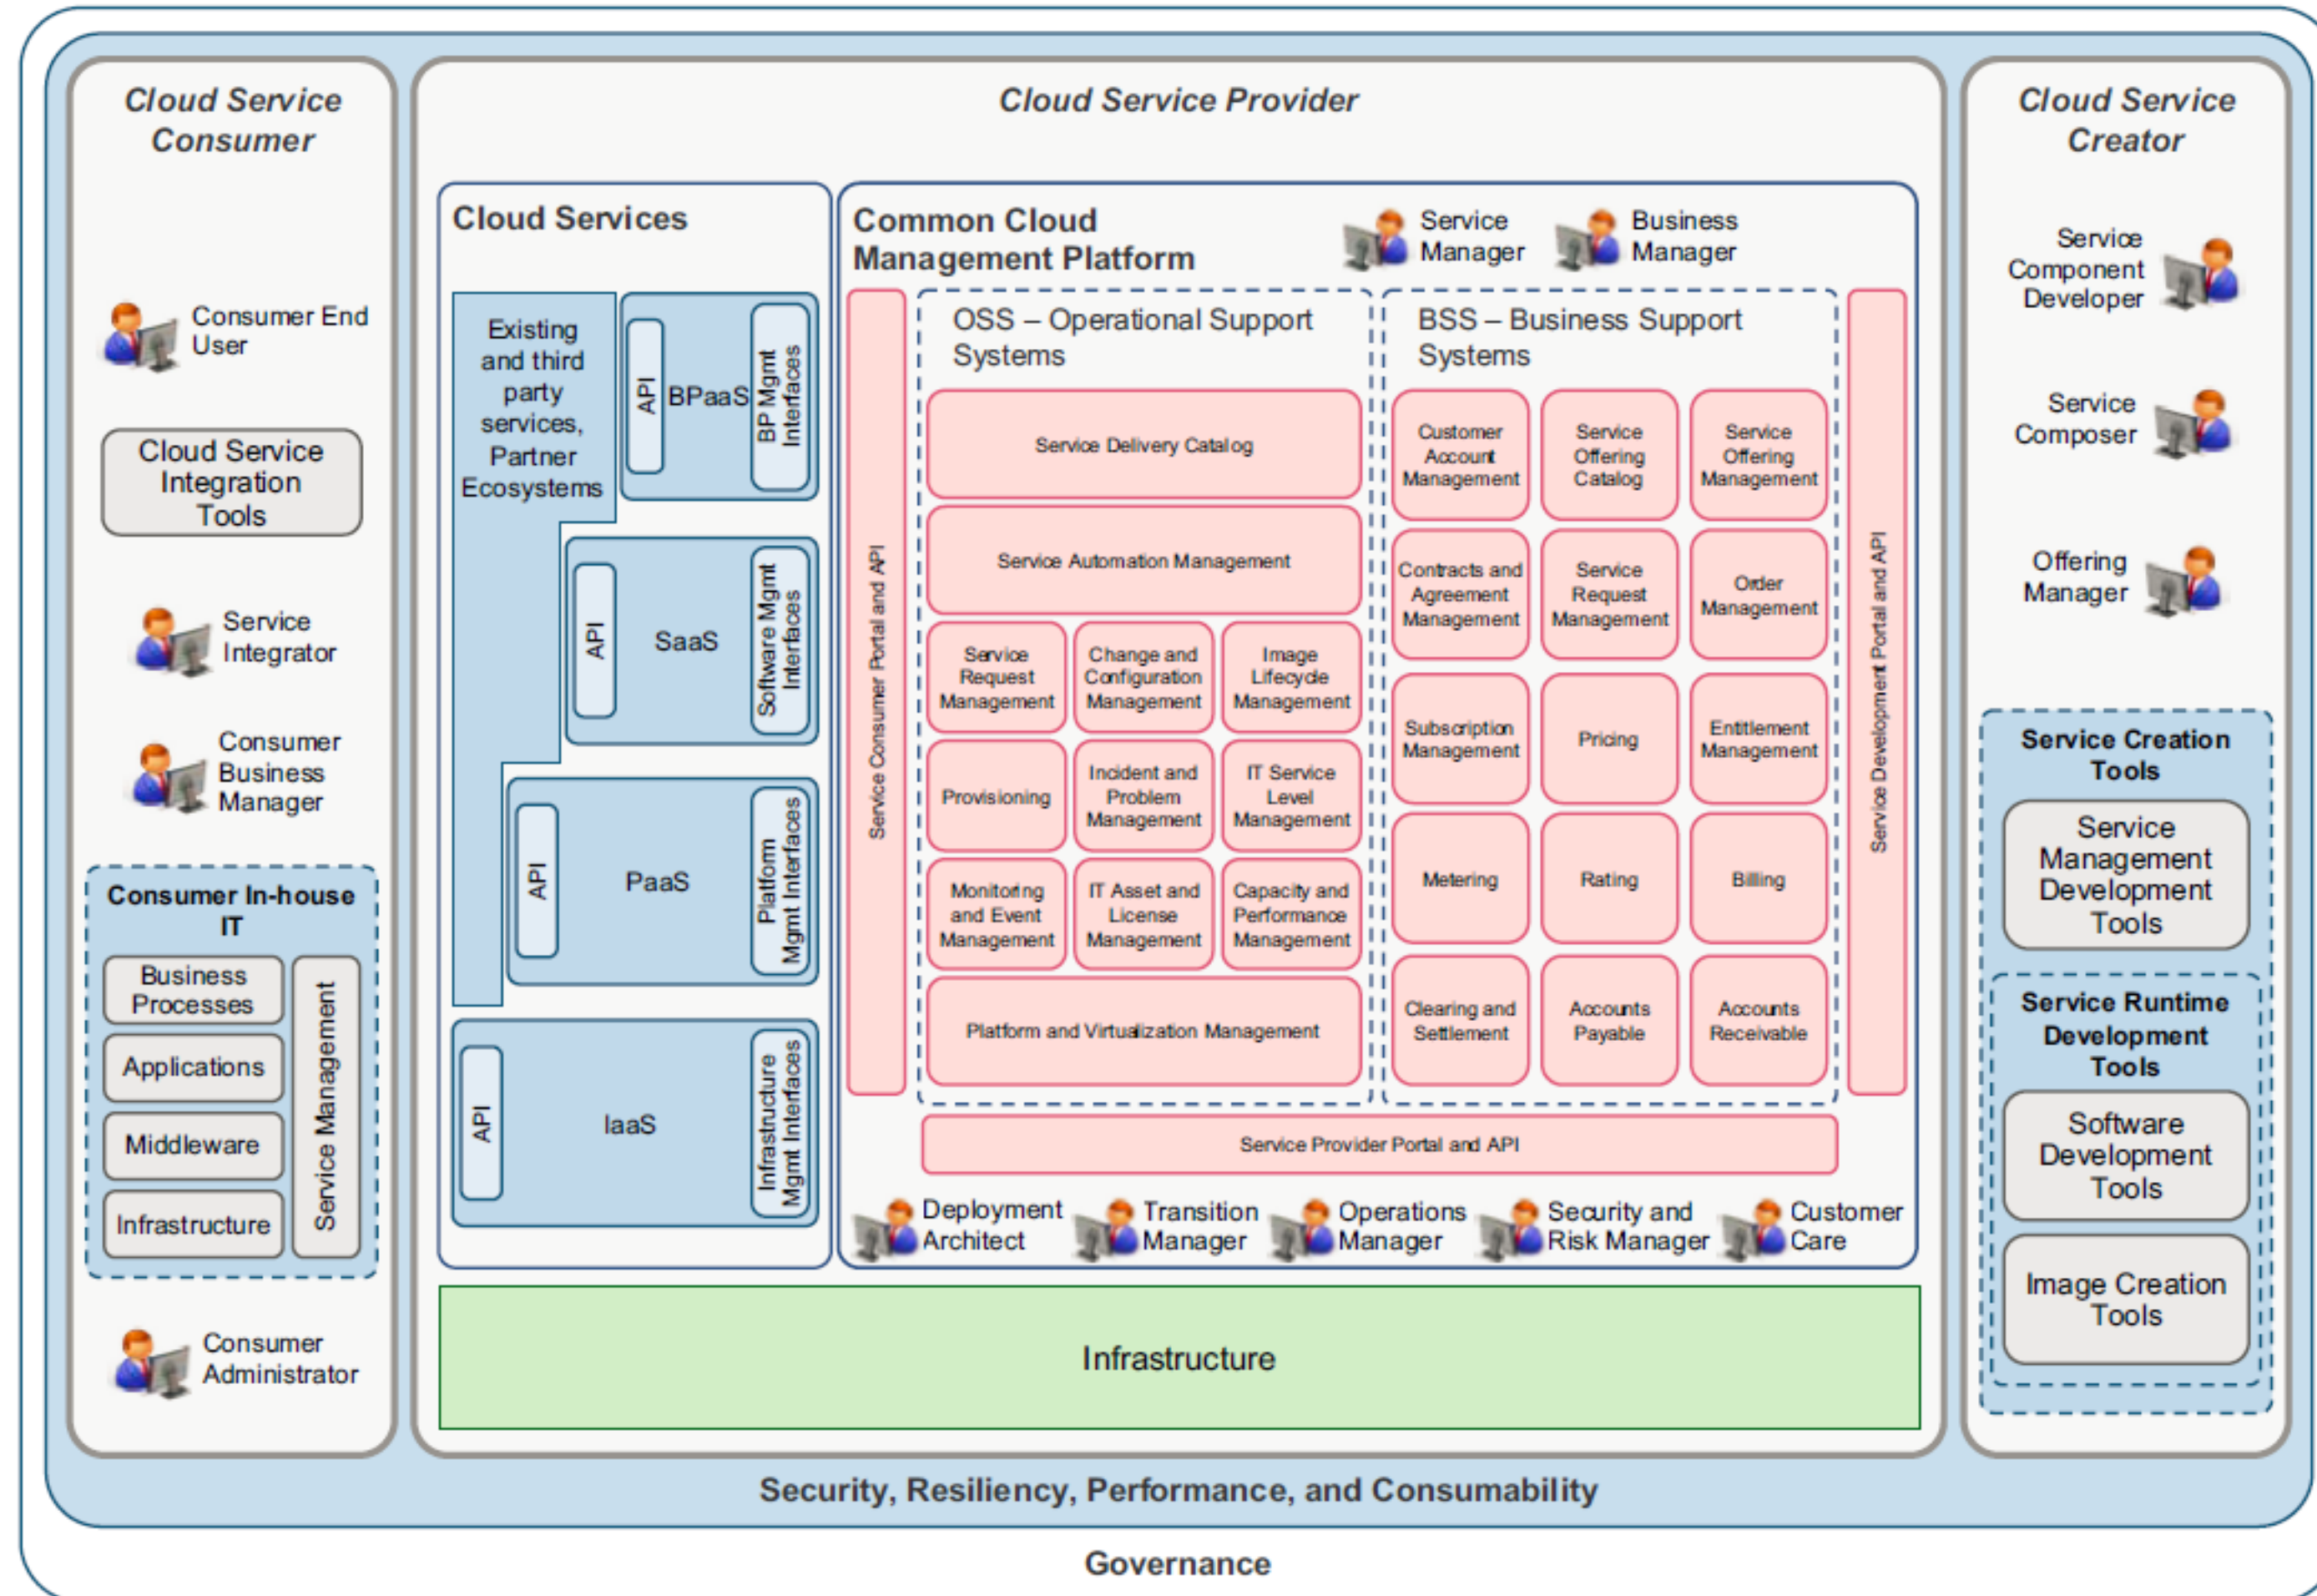 Cloud Service
Consumer
Consumer End
User
Cloud Service
Integration
Tools
Service
Integrator
Consumer
Business
Manager
Consumer In-house
IT
Business
Processes
Applications
Middleware
Infrastructure
Service Management
Consumer
Administrator
Cloud Service Provider
Cloud Services
Existing
and third
party
services,
Partner
Ecosystems
API
BPaaS
BP Mgmt
Interfaces
API
SaaS
Software Mgmt
Interfaces
API
PaaS
Platform
Mgmt Interfaces
API
IaaS
Infrastructure
Mgmt Interfaces
Common Cloud
Management Platform
Service
Manager
Business
Manager
Service Consumer Portal and API
OSS – Operational Support
Systems
Service Delivery Catalog
Service Automation Management
Service
Request
Management
Change and
Configuration
Management
Image
Lifecycle
Management
Provisioning
Incident and
Problem
Management
IT Service
Level
Management
Monitoring
and Event
Management
IT Asset and
License
Management
Capacity and
Performance
Management
Platform and Virtualization Management
BSS – Business Support
Systems
Customer
Account
Management
Service
Offering
Catalog
Service
Offering
Management
Contracts and
Agreement
Management
Service
Request
Management
Order
Management
Subscription
Management
Pricing
Entitlement
Management
Metering
Rating
Billing
Clearing and
Settlement
Accounts
Payable
Accounts
Receivable
Service Development Portal and API
Service Provider Portal and API
Deployment
Architect
Transition
Manager
Operations
Manager
Security and
Risk Manager
Customer
Care
Infrastructure
Cloud Service
Creator
Service
Component
Developer
Service
Composer
Offering
Manager
Service Creation
Tools
Service
Management
Development
Tools
Service Runtime
Development
Tools
Software
Development
Tools
Image Creation
Tools
Security, Resiliency, Performance, and Consumability
Governance